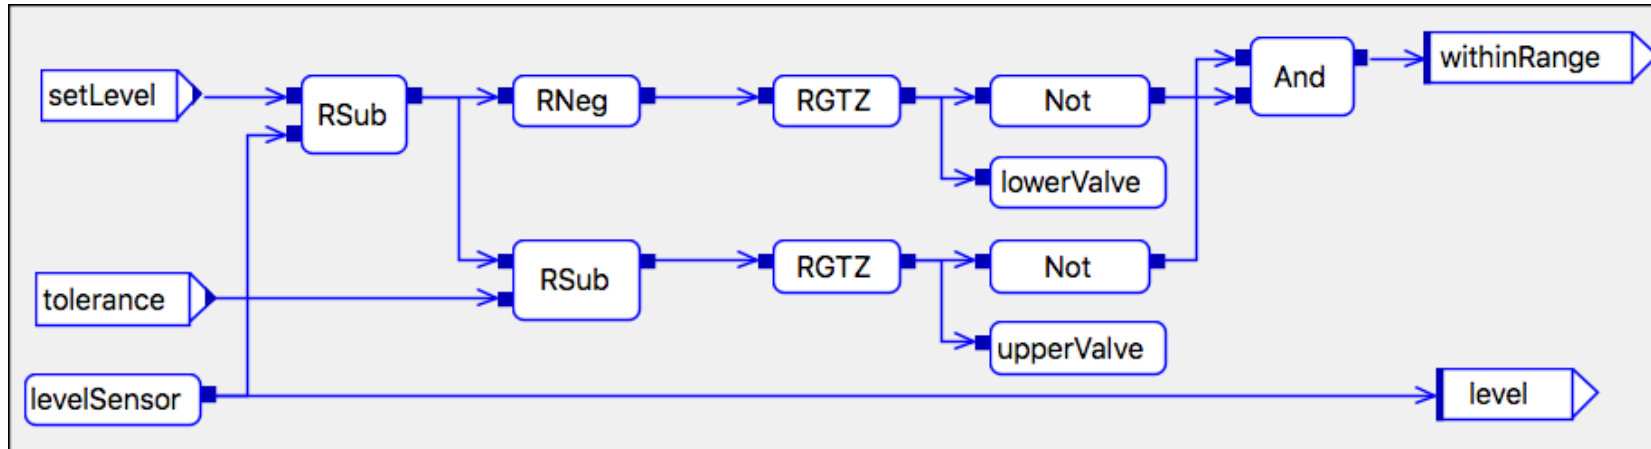 setLevel
RSub
RNeg
RGTZ
Not
And
withinRange
lowerValve
tolerance
RSub
RGTZ
Not
upperValve
levelSensor
level